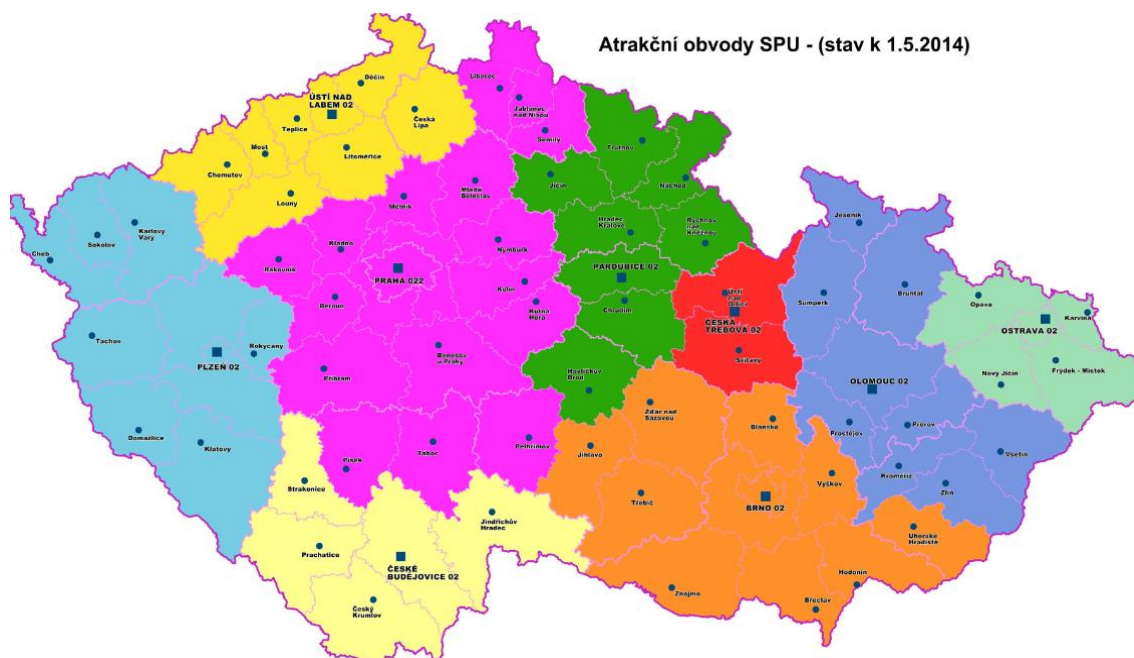 Atrakční obvody SPU - (stav k 1.5.2014)
Děčín
ÚSTÍ NAD
LABEM 02
Teplice
Česká
Lípa
Most
Litoměřice
Chomutov
Louny
Liberec
Jablonec
nad Nisou
Semily
Trutnov
Jičín
Náchod
Mladá
Boleslav
Mělník
Hradec
Králové
Rychnov
nad
Kněžnou
Jeseník
Karlovy
Vary
Sokolov
Cheb
Kladno
Rakovník
PRAHA 022
Nymburk
Kolín
Kutná
Hora
Beroun
PARDUBICE 02
Chrudim
Ústí
nad
Orlicí
ČESKÁ
TŘEBOVÁ 02
Svitavy
Šumperk
Bruntál
Opava
Karviná
OSTRAVA 02
Frýdek - Místek
Nový Jičín
Tachov
PLZEŇ 02
Rokycany
Benešov
u Prahy
Příbram
Havlíčkův
Brod
OLOMOUC 02
Domažlice
Klatovy
Písek
Tábor
Pelhřimov
Jihlava
Žďár nad
Sázavou
Blansko
Prostějov
Přerov
Vsetín
Kroměříž
Zlín
Strakonice
Jindřichův
Hradec
Třebíč
BRNO 02
Vyškov
Uherské
Hradiště
Prachatice
ČESKÉ
BUDĚJOVICE 02
Český
Krumlov
Znojmo
Hodonín
Břeclav